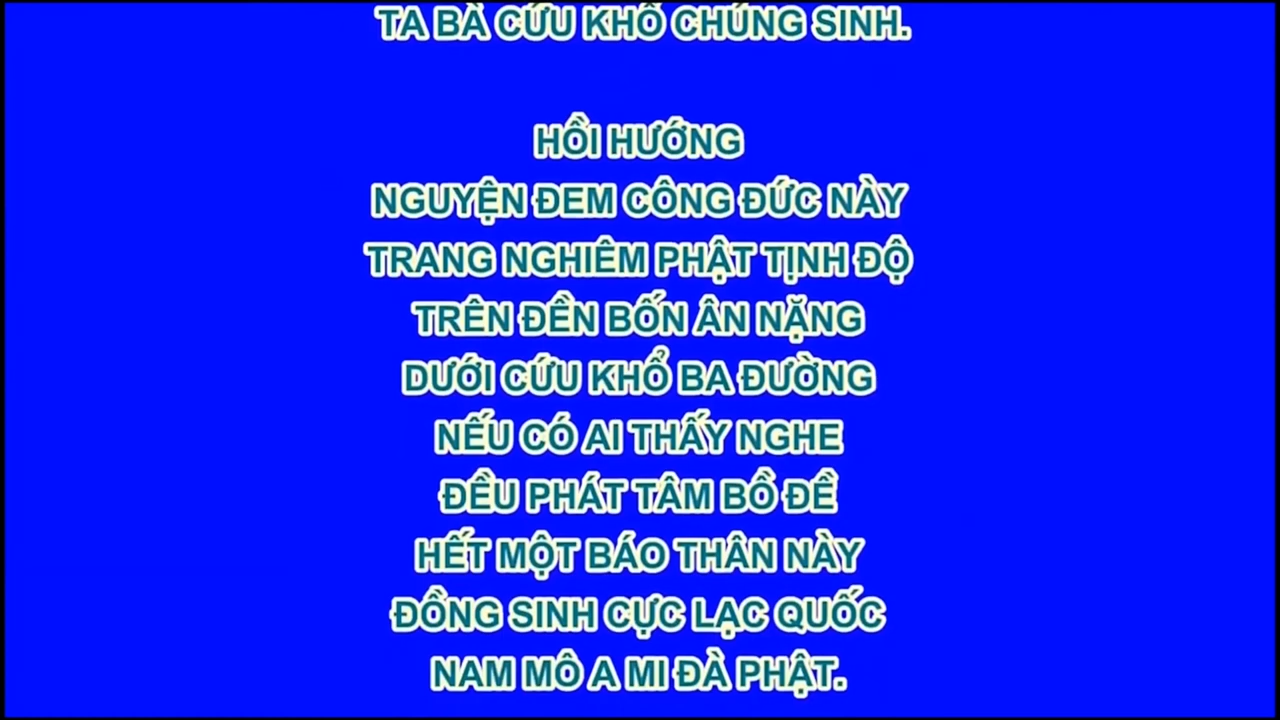 TA BÀ CỨU KHỔ CHÚNG SINH.
HỒI HƯỚNG
NGUYỆN ĐEM CÔNG ĐỨC NÀY
TRANG NGHIÊM PHẬT TỊNH ĐỘ
TRÊN ĐỀN BỐN ÂN NẶNG
DƯỚI CỨU KHỔ BA ĐƯỜNG
NẾU CÓ AI THẤY NGHE
ĐỀU PHÁT TÂM BỒ ĐỀ
HẾT MỘT BÁO THÂN NÀY
ĐỒNG SINH CỰC LẠC QUỐC
NAM MÔ A MI ĐÀ PHẬT.